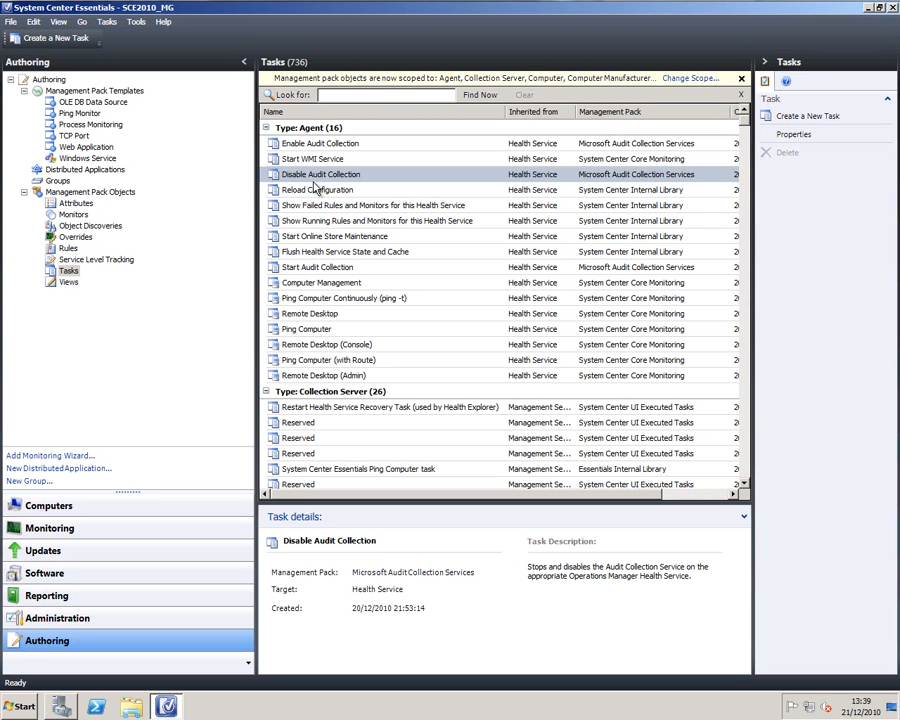 System Center Essentials - SCE2010_MG
File Edit View Go Tasks Tools Help
Create a New Task
Authoring
Authoring
Management Pack Templates
OLE DB Data Source
Ping Monitor
Process Monitoring
TCP Port
Web Application
Windows Service
Distributed Applications
Groups
Management Pack Objects
Attributes
Monitors
Object Discoveries
Overrides
Rules
Service Level Tracking
Tasks
Views
Add Monitoring Wizard...
New Distributed Application...
New Group...
Computers
Monitoring
Updates
Software
Reporting
Administration
Authoring
Tasks (736)
Management pack objects are now scoped to: Agent, Collection Server, Computer, Computer Manufacturer... Change Scope...
Look for: Find Now Clear X
Name Inherited from Management Pack
Type: Agent (16)
Enable Audit Collection Health Service Microsoft Audit Collection Services
Start WMI Service Health Service System Center Core Monitoring
Disable Audit Collection Health Service Microsoft Audit Collection Services
Reload Configuration Health Service System Center Internal Library
Show Failed Rules and Monitors for this Health Service Health Service System Center Internal Library
Show Running Rules and Monitors for this Health Service Health Service System Center Internal Library
Start Online Store Maintenance Health Service System Center Internal Library
Flush Health Service State and Cache Health Service System Center Internal Library
Start Audit Collection Health Service Microsoft Audit Collection Services
Computer Management Health Service System Center Core Monitoring
Ping Computer Continuously (ping -t) Health Service System Center Core Monitoring
Remote Desktop Health Service System Center Core Monitoring
Ping Computer Health Service System Center Core Monitoring
Remote Desktop (Console) Health Service System Center Core Monitoring
Ping Computer (with Route) Health Service System Center Core Monitoring
Remote Desktop (Admin) Health Service System Center Core Monitoring
Type: Collection Server (26)
Restart Health Service Recovery Task (used by Health Explorer) Management Se... System Center UI Executed Tasks
Reserved Management Se... System Center UI Executed Tasks
Reserved Management Se... System Center UI Executed Tasks
Reserved Management Se... System Center UI Executed Tasks
System Center Essentials Ping Computer task Management Se... Essentials Internal Library
Reserved Management Se... System Center UI Executed Tasks
Task details:
Disable Audit Collection
Management Pack: Microsoft Audit Collection Services
Target: Health Service
Created: 20/12/2010 21:53:14
Task Description:
Stops and disables the Audit Collection Service on the
appropriate Operations Manager Health Service.
Tasks
Task
Create a New Task
Properties
Delete
Ready
Start
13:39
21/12/2010